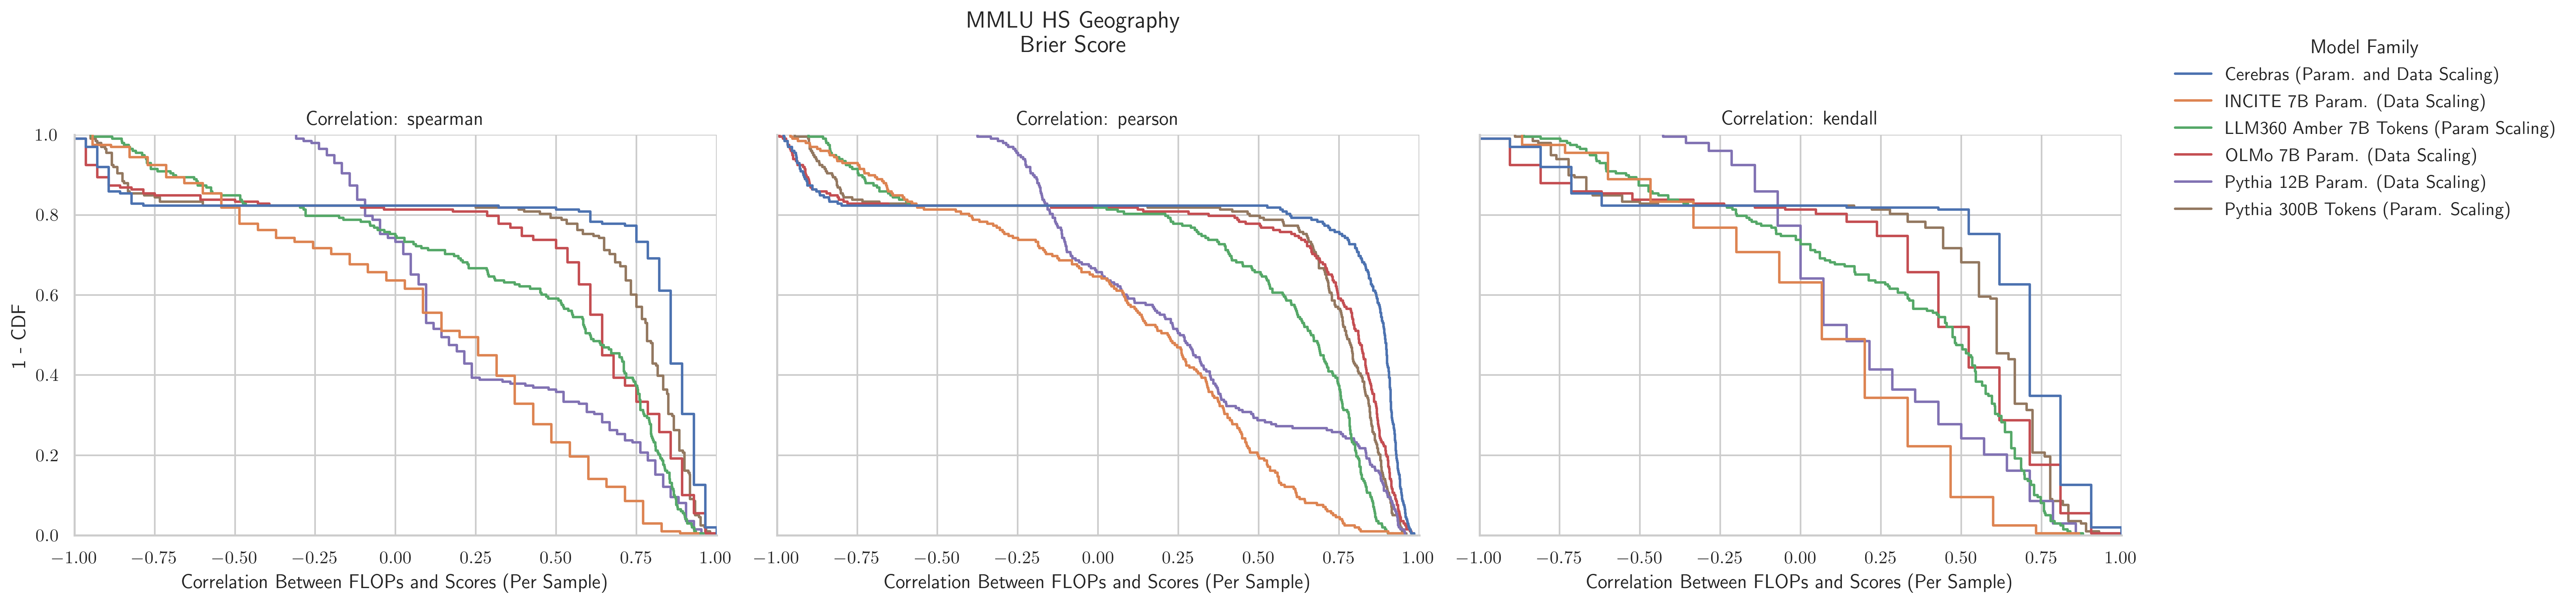 MMLU HS Geography
Brier Score
Model Family
Cerebras (Param. and Data Scaling)
INCITE 7B Param. (Data Scaling)
LLM360 Amber 7B Tokens (Param Scaling)
OLMo 7B Param. (Data Scaling)
Pythia 12B Param. (Data Scaling)
Pythia 300B Tokens (Param. Scaling)
Correlation: spearman
Correlation: pearson
Correlation: kendall
1 - CDF
1.0
0.8
0.6
0.4
0.2
0.0
−1.00 −0.75 −0.50 −0.25 0.00 0.25 0.50 0.75 1.00
−1.00 −0.75 −0.50 −0.25 0.00 0.25 0.50 0.75 1.00
−1.00 −0.75 −0.50 −0.25 0.00 0.25 0.50 0.75 1.00
Correlation Between FLOPs and Scores (Per Sample)
Correlation Between FLOPs and Scores (Per Sample)
Correlation Between FLOPs and Scores (Per Sample)